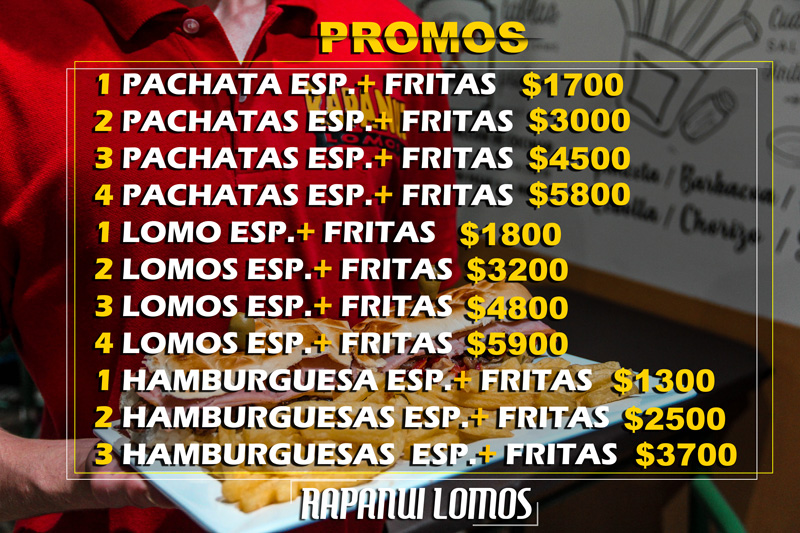 PROMOS
1 PACHATA ESP.+ FRITAS $1700
2 PACHATAS ESP.+ FRITAS $3000
3 PACHATAS ESP.+ FRITAS $4500
4 PACHATAS ESP.+ FRITAS $5800
1 LOMO ESP.+ FRITAS $1800
2 LOMOS ESP.+ FRITAS $3200
3 LOMOS ESP.+ FRITAS $4800
4 LOMOS ESP.+ FRITAS $5900
1 HAMBURGUESA ESP.+ FRITAS $1300
2 HAMBURGUESAS ESP.+ FRITAS $2500
3 HAMBURGUESAS ESP.+ FRITAS $3700
RAPANUI LOMOS
/ Barbacoa /
/ Chorizo /